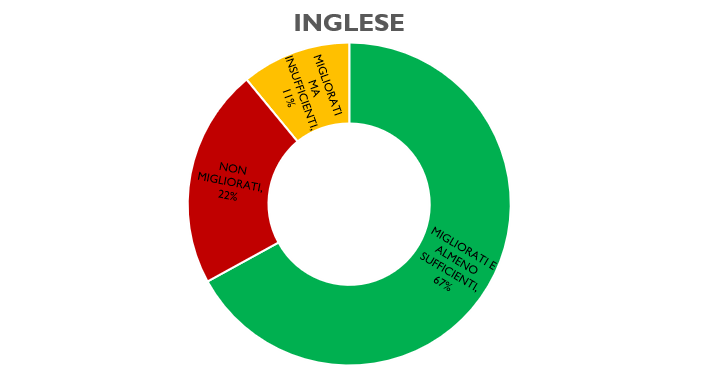 INGLESE
MIGLIORATI
MA
INSUFFICIENTI,
11%
NON
MIGLIORATI,
22%
MIGLIORATI E
ALMENO
SUFFICIENTI,
67%